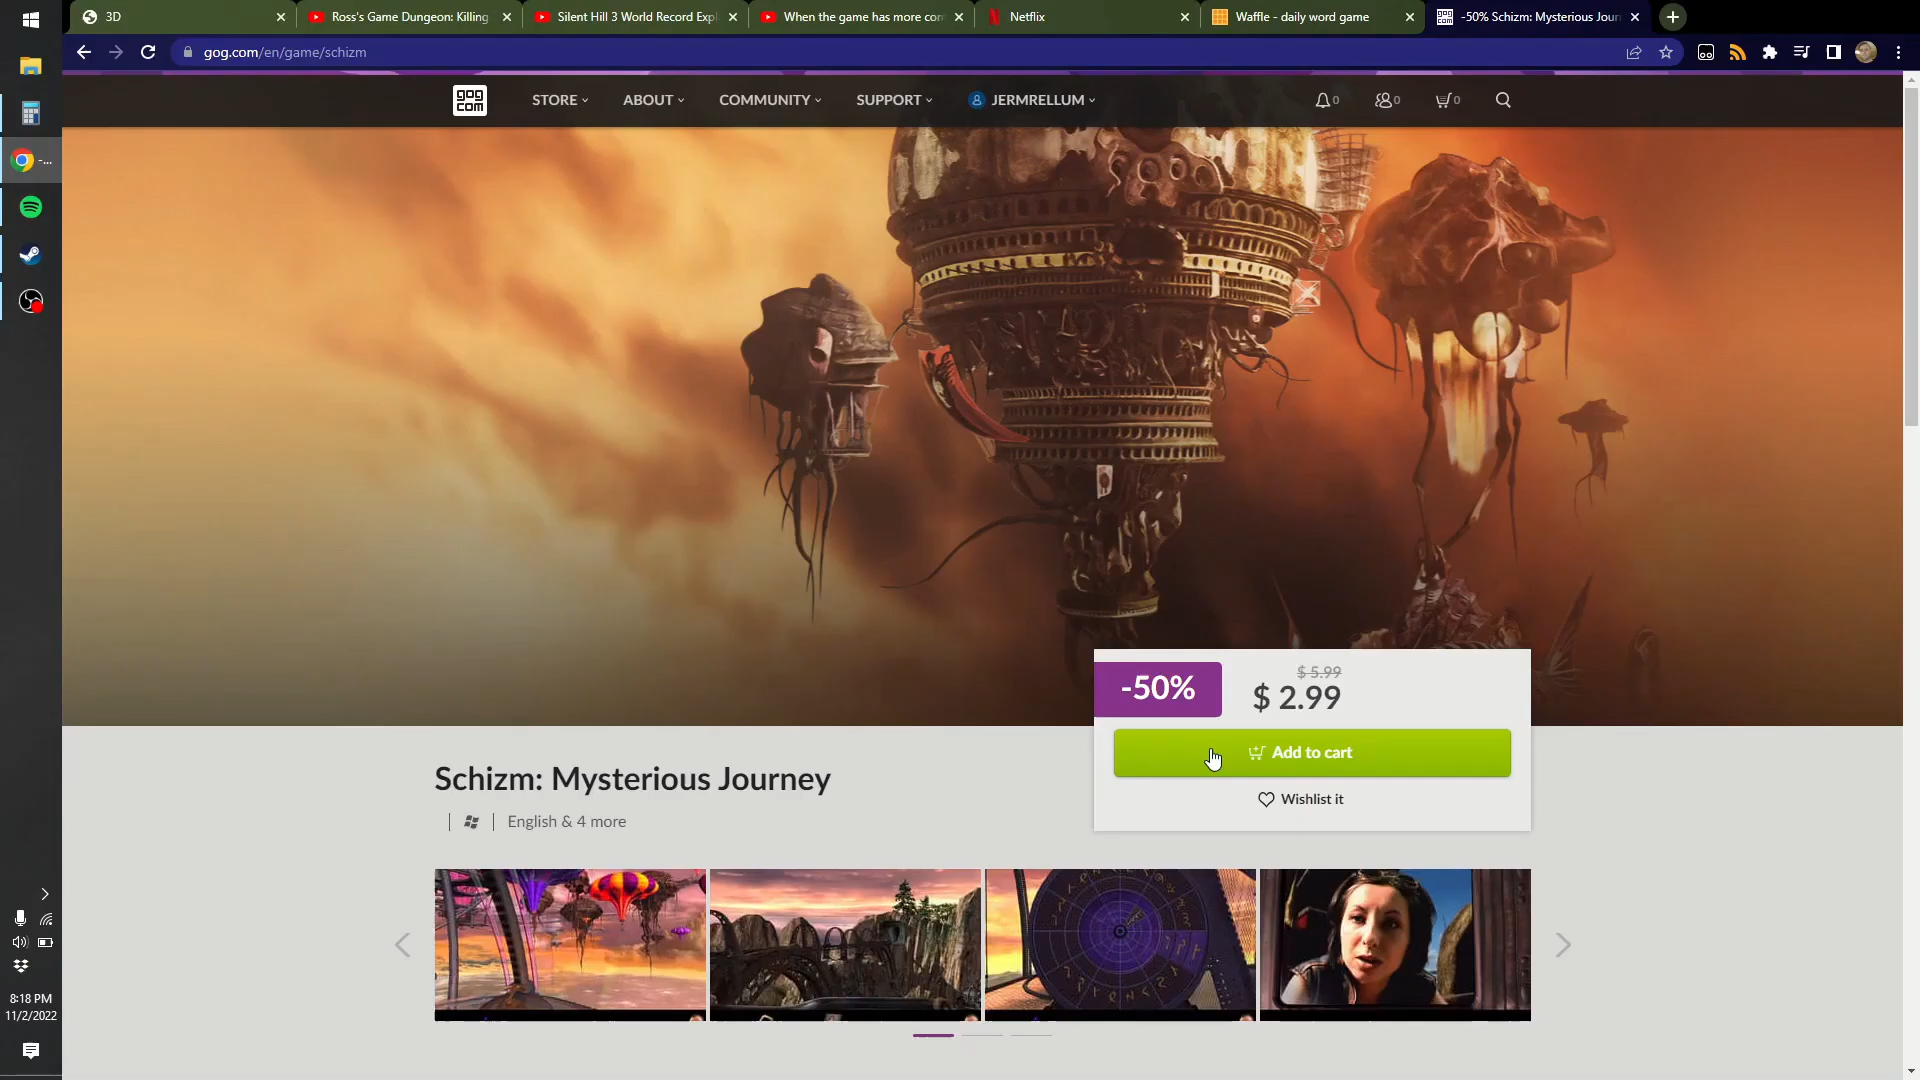 3D
Ross's Game Dungeon: Killing
Silent Hill 3 World Record Expl
When the game has more con
Netflix
Waffle - daily word game
-50% Schizm: Mysterious Jour
gog.com/en/game/schizm
gog com
STORE
ABOUT
COMMUNITY
SUPPORT
JERMRELLUM
0
0
0
-...
-50%
$ 5.99
$ 2.99
Add to cart
Wishlist it
Schizm: Mysterious Journey
English & 4 more
8:18 PM
11/2/2022